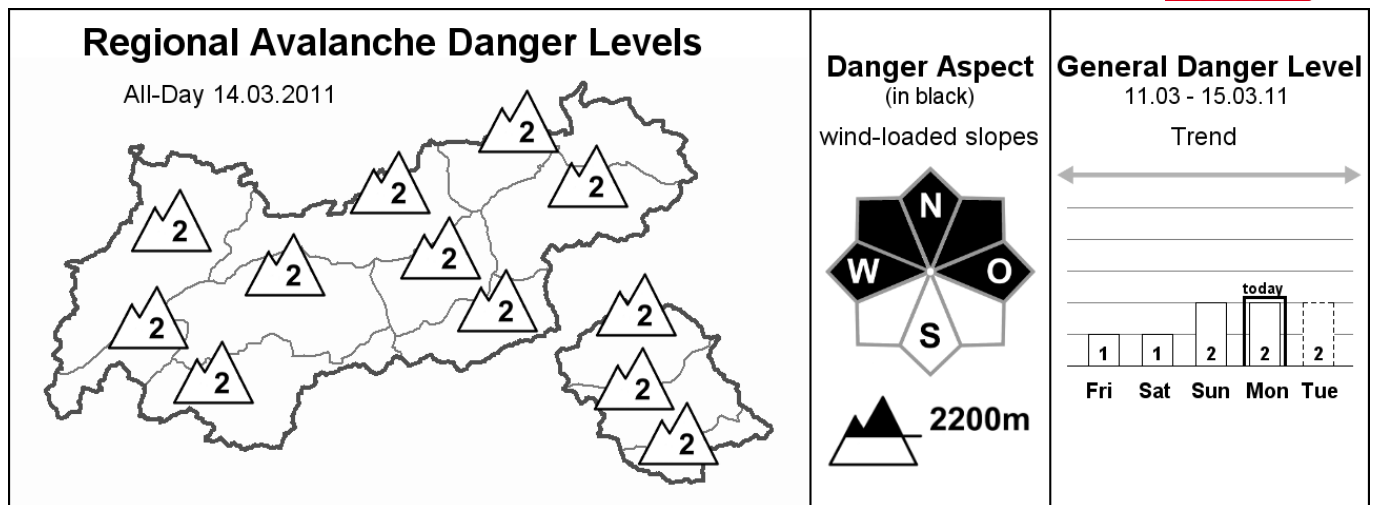 Regional Avalanche Danger Levels
All-Day 14.03.2011
2
2
2
2
2
2
2
2
2
2
2
2
Danger Aspect
(in black)
wind-loaded slopes
N
W O
S
2200m
General Danger Level
11.03 - 15.03.11
Trend
today
1 1 2 2 2
Fri Sat Sun Mon Tue